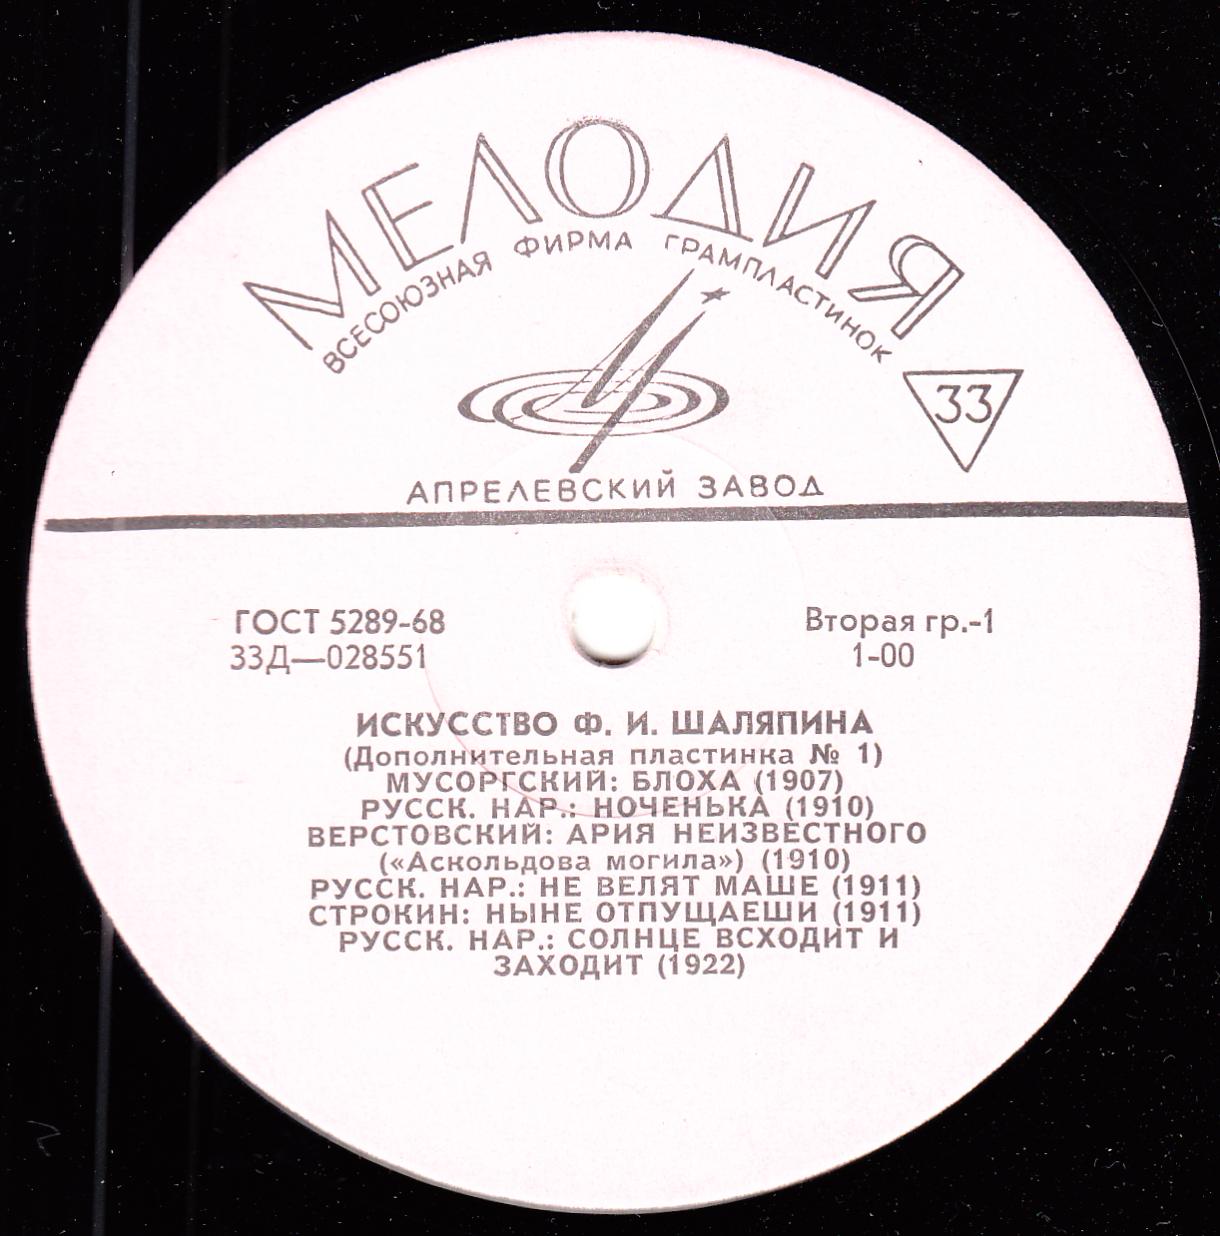 МЕЛОДИЯ
ВСЕСОЮЗНАЯ ФИРМА ГРАМПЛАСТИНОК
33
АПРЕЛЕВСКИЙ ЗАВОД
ГОСТ 5289-68
Вторая гр.-1
33Д—028551
1-00
ИСКУССТВО Ф. И. ШАЛЯПИНА
(Дополнительная пластинка № 1)
МУСОРГСКИЙ: БЛОХА (1907)
РУССК. НАР.: НОЧЕНЬКА (1910)
ВЕРСТОВСКИЙ: АРИЯ НЕИЗВЕСТНОГО
(«Аскольдова могила») (1910)
РУССК. НАР.: НЕ ВЕЛЯТ МАШЕ (1911)
СТРОКИН: НЫНЕ ОТПУЩАЕШИ (1911)
РУССК. НАР.: СОЛНЦЕ ВСХОДИТ И
ЗАХОДИТ (1922)